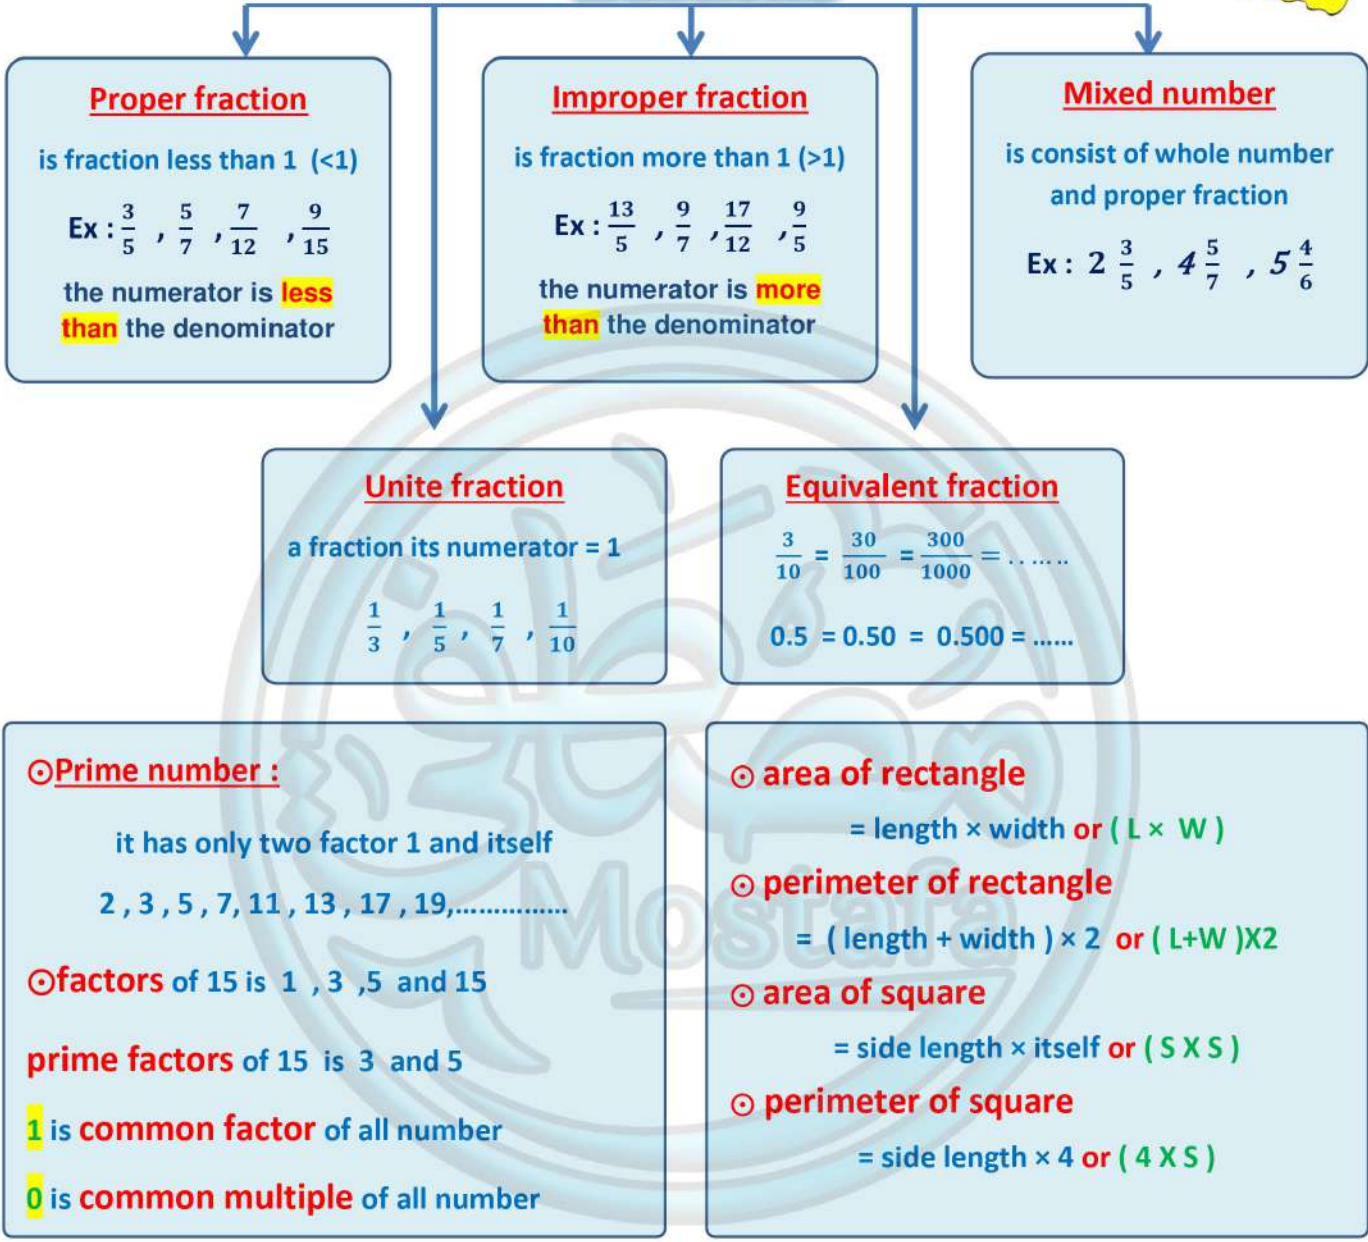 Proper fraction
is fraction less than 1 (<1)
Ex : 3/5 , 5/7 , 7/12 , 9/15
the numerator is less
than the denominator
Improper fraction
is fraction more than 1 (>1)
Ex : 13/5 , 9/7 , 17/12 , 9/5
the numerator is more
than the denominator
Mixed number
is consist of whole number
and proper fraction
Ex : 2 3/5 , 4 5/7 , 5 4/6
Unite fraction
a fraction its numerator = 1
1/3 , 1/5 , 1/7 , 1/10
Equivalent fraction
3/10 = 30/100 = 300/1000 = . . .....
0.5 = 0.50 = 0.500 = ......
⊙Prime number :
it has only two factor 1 and itself
2 , 3 , 5 , 7, 11 , 13 , 17 , 19,...............
⊙factors of 15 is 1 , 3 ,5 and 15
prime factors of 15 is 3 and 5
1 is common factor of all number
0 is common multiple of all number
⊙ area of rectangle
= length × width or ( L × W )
⊙ perimeter of rectangle
= ( length + width ) × 2 or ( L+W )X2
⊙ area of square
= side length × itself or ( S X S )
⊙ perimeter of square
= side length × 4 or ( 4 X S )
Mostafa